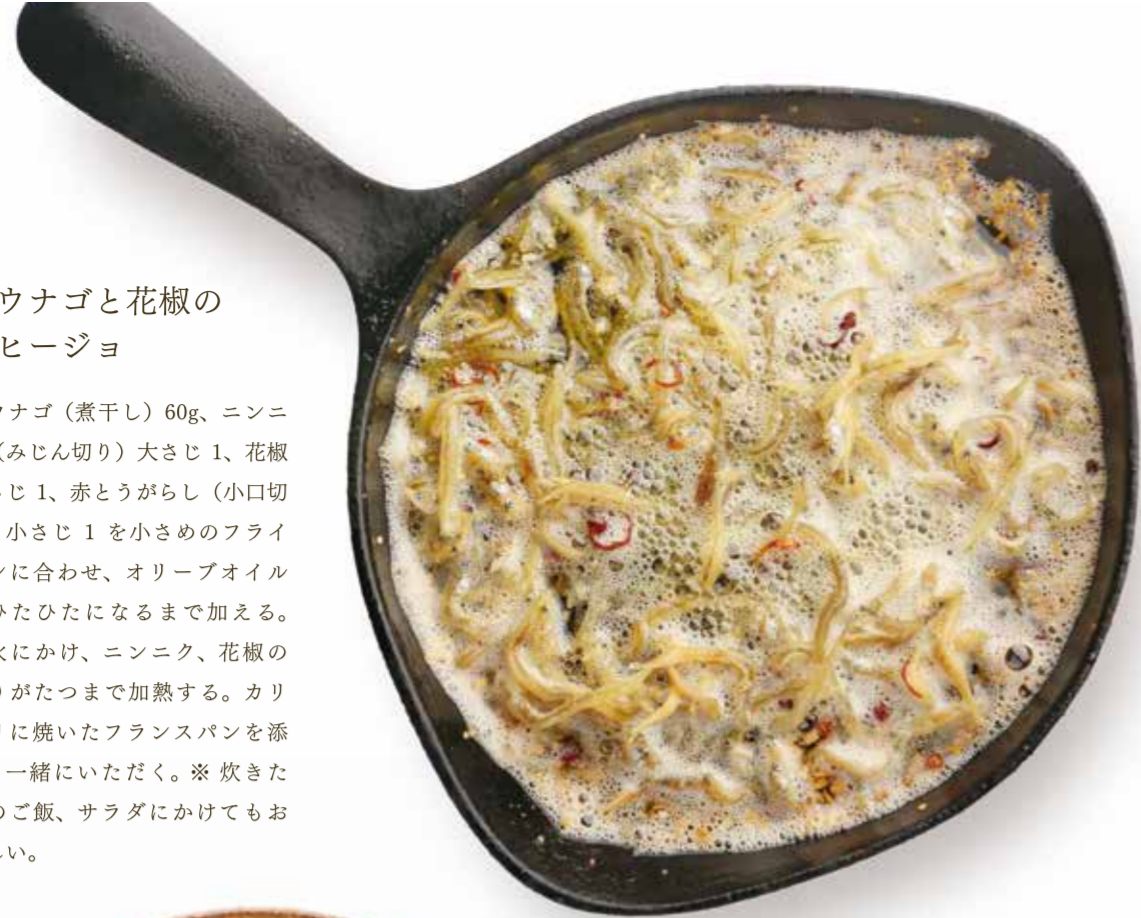 ウナゴと花椒の
ヒージョ
ウナゴ（煮干し）60g、ニンニ
（みじん切り）大さじ 1、花椒
じ 1、赤とうがらし（小口切
小さじ 1 を小さめのフライ
ンに合わせ、オリーブオイル
ひたひたになるまで加える。
火にかけ、ニンニク、花椒の
りがたつまで加熱する。カリ
に焼いたフランスパンを添
一緒にいただく。※ 炊きた
のご飯、サラダにかけてもお
い。